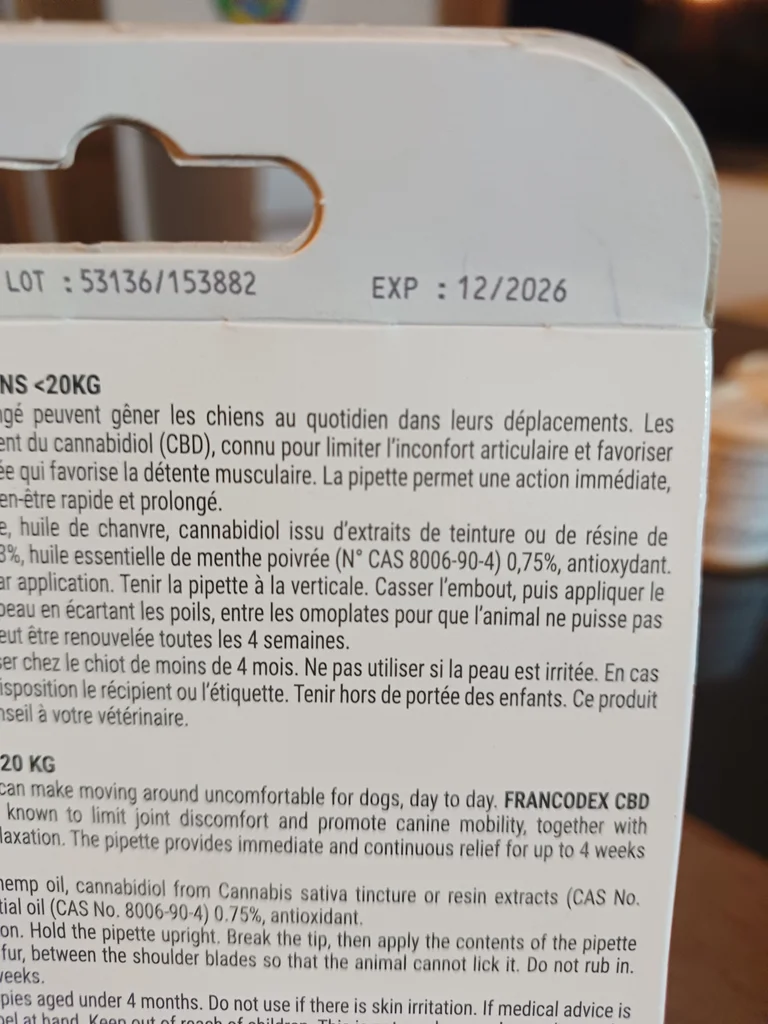 LOT : 53136/153882 EXP : 12/2026
NS <20KG
gé peuvent gêner les chiens au quotidien dans leurs déplacements. Les
ent du cannabidiol (CBD), connu pour limiter l'inconfort articulaire et favoriser
ée qui favorise la détente musculaire. La pipette permet une action immédiate,
en-être rapide et prolongé.
e, huile de chanvre, cannabidiol issu d'extraits de teinture ou de résine de
3%, huile essentielle de menthe poivrée (N° CAS 8006-90-4) 0,75%, antioxydant.
ar application. Tenir la pipette à la verticale. Casser l'embout, puis appliquer le
peau en écartant les poils, entre les omoplates pour que l'animal ne puisse pas
eut être renouvelée toutes les 4 semaines.
ser chez le chiot de moins de 4 mois. Ne pas utiliser si la peau est irritée. En cas
isposition le récipient ou l'étiquette. Tenir hors de portée des enfants. Ce produit
nseil à votre vétérinaire.
20 KG
can make moving around uncomfortable for dogs, day to day. FRANCODEX CBD
known to limit joint discomfort and promote canine mobility, together with
laxation. The pipette provides immediate and continuous relief for up to 4 weeks
hemp oil, cannabidiol from Cannabis sativa tincture or resin extracts (CAS No.
tial oil (CAS No. 8006-90-4) 0.75%, antioxidant.
on. Hold the pipette upright. Break the tip, then apply the contents of the pipette
fur, between the shoulder blades so that the animal cannot lick it. Do not rub in.
weeks.
pies aged under 4 months. Do not use if there is skin irritation. If medical advice is
el at hand. Keep out of reach of children.